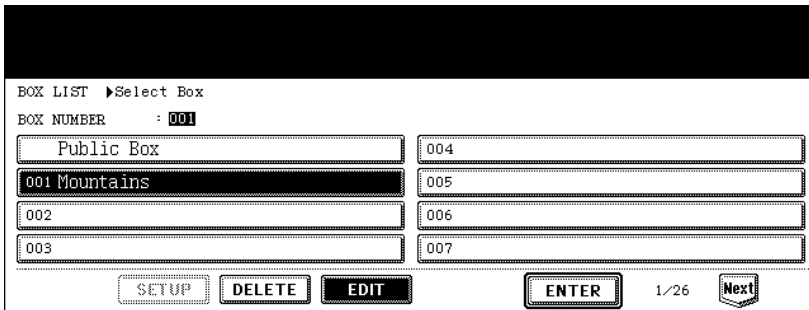 BOX LIST ▶Select Box
BOX NUMBER : 001
Public Box 004
001 Mountains 005
002 006
003 007
SETUP DELETE EDIT ENTER 1/26 Next